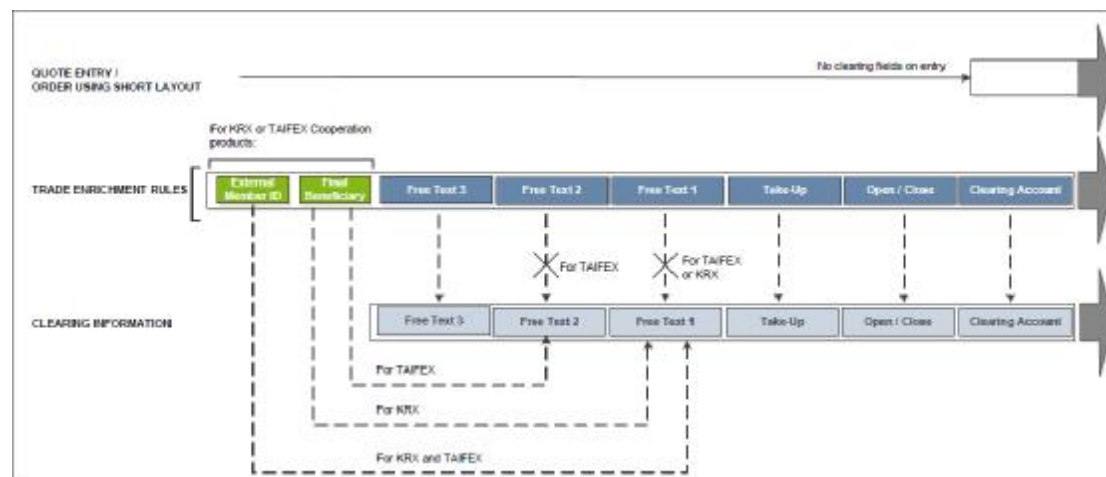 No clearing fields on entry
QUOTE ENTRY /
ORDER USING SHORT LAYOUT
For KRX or TAIFEX Cooperation
products:
TRADE ENRICHMENT RULES
External
Member ID
Final
Beneficiary
Free Text 3
Free Text 2
Free Text 1
Take-Up
Open / Close
Clearing Account
For TAIFEX
For TAIFEX
or KRX
CLEARING INFORMATION
Free Text 3
Free Text 2
Free Text 1
Take-Up
Open / Close
Clearing Account
For TAIFEX
For KRX
For KRX and TAIFEX